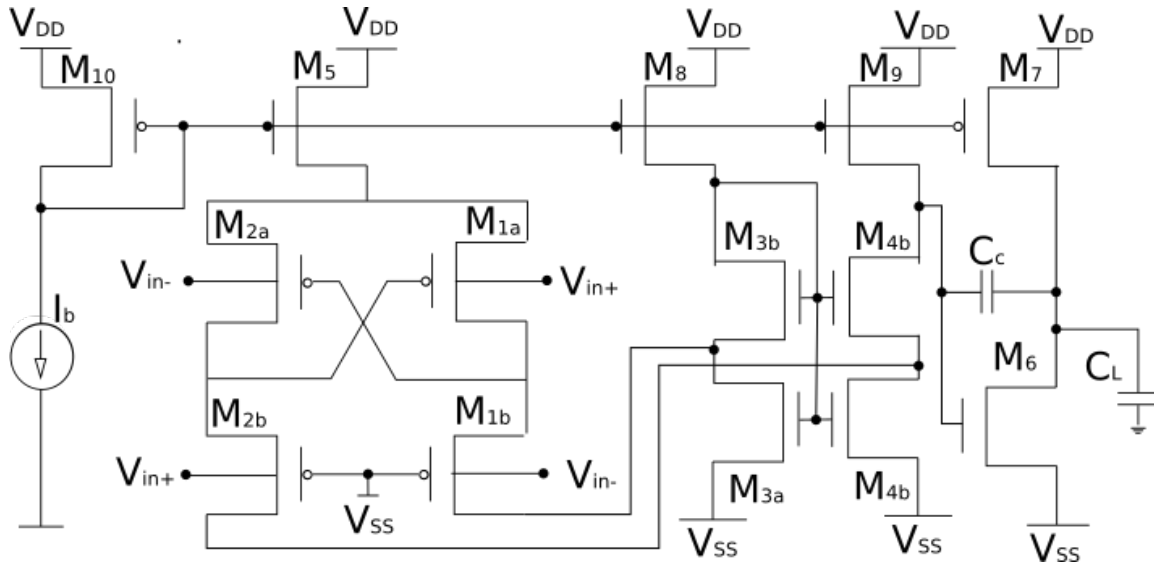 VDD VDD VDD VDD VDD
M10 M5 M8 M9 M7
M2a M1a M3b M4b
Vin- Vin+ Cc
Ib
M6
CL
M2b M1b
Vin+ Vin- M3a M4b
VSS
VSS VSS VSS